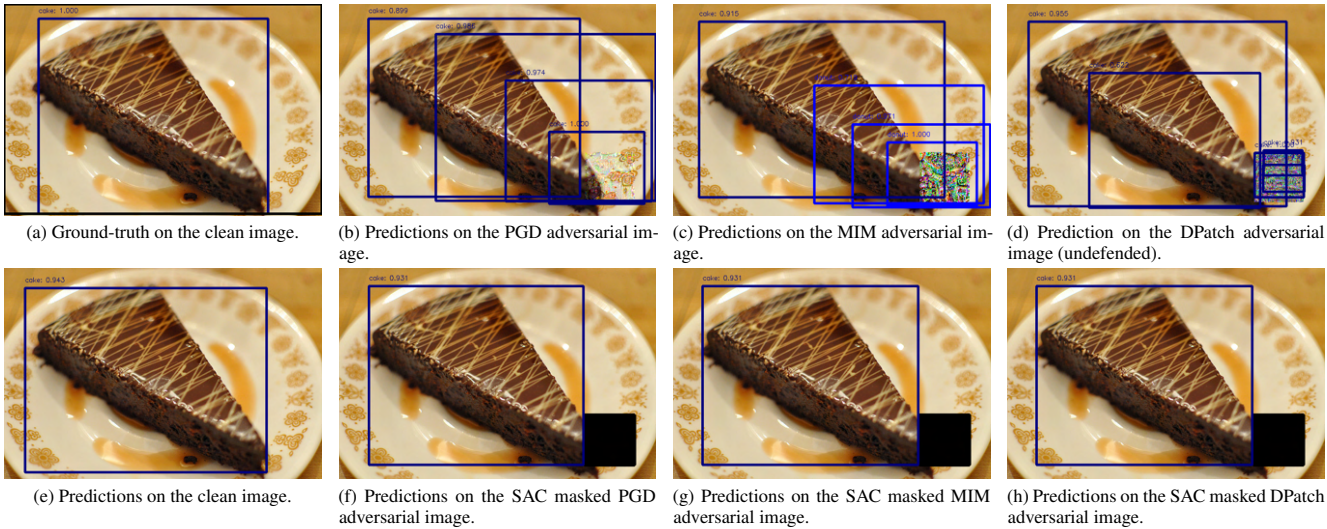 cake: 1.000
cake: 0.899
0.974
1.000
cake: 0.915
1.000
cake: 0.955
(a) Ground-truth on the clean image.
(b) Predictions on the PGD adversarial im-
age.
(c) Predictions on the MIM adversarial im-
age.
(d) Prediction on the DPatch adversarial
image (undefended).
cake: 0.943
cake: 0.931
cake: 0.931
cake: 0.931
(e) Predictions on the clean image.
(f) Predictions on the SAC masked PGD
adversarial image.
(g) Predictions on the SAC masked MIM
adversarial image.
(h) Predictions on the SAC masked DPatch
adversarial image.